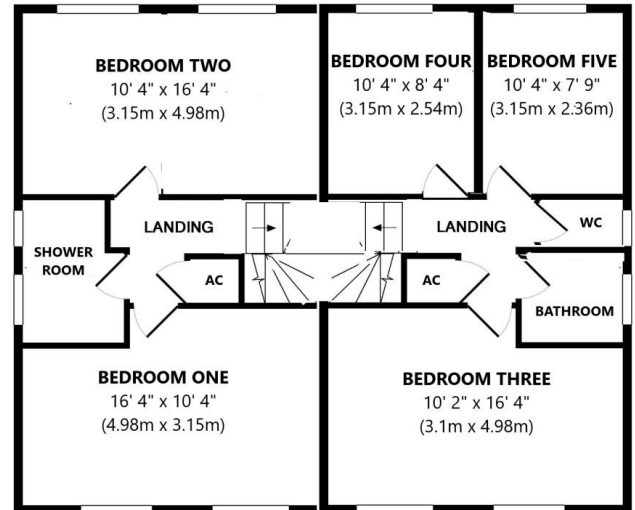 BEDROOM TWO
10' 4" x 16' 4"
(3.15m x 4.98m)
BEDROOM FOUR
10' 4" x 8' 4"
(3.15m x 2.54m)
BEDROOM FIVE
10' 4" x 7' 9"
(3.15m x 2.36m)
SHOWER
ROOM
LANDING
LANDING
WC
AC
AC
BATHROOM
BEDROOM ONE
16' 4" x 10' 4"
(4.98m x 3.15m)
BEDROOM THREE
10' 2" x 16' 4"
(3.1m x 4.98m)